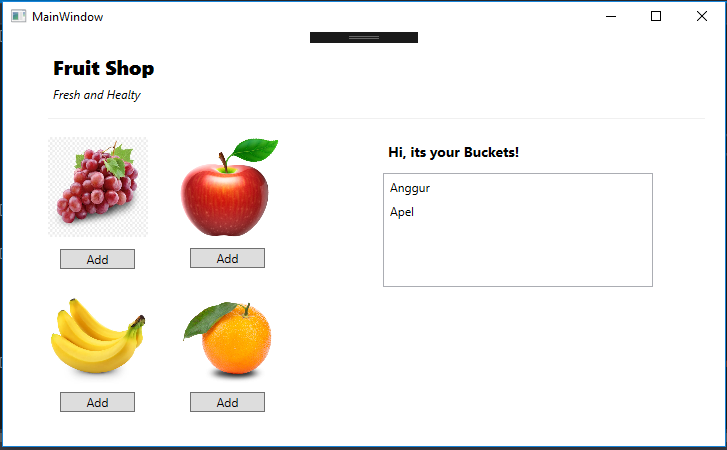 MainWindow
Fruit Shop
Fresh and Healty
Hi, its your Buckets!
Anggur
Apel
Add
Add
Add
Add